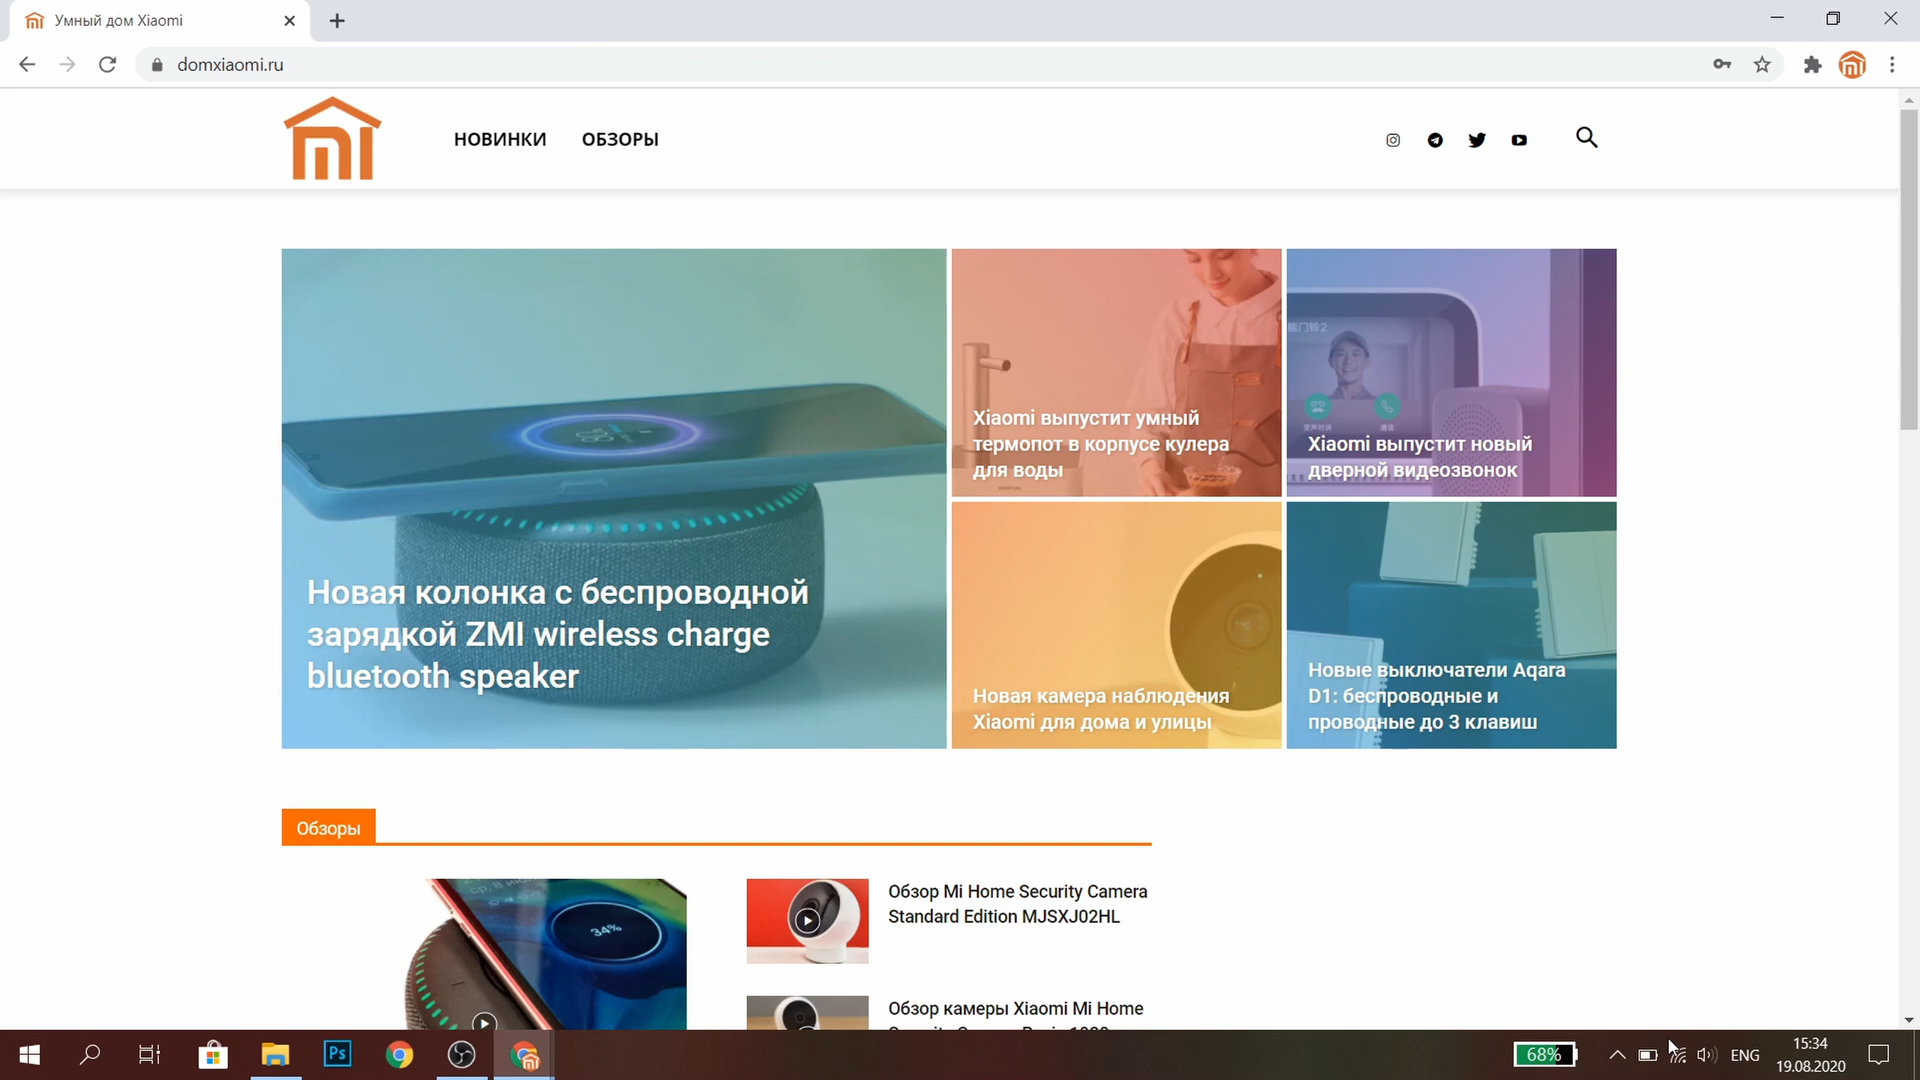 Умный дом Xiaomi
domxiaomi.ru
НОВИНКИ
ОБЗОРЫ
Новая колонка с беспроводной
зарядкой ZMI wireless charge
bluetooth speaker
Xiaomi выпустит умный
термопот в корпусе кулера
для воды
Xiaomi выпустит новый
дверной видеозвонок
Новая камера наблюдения
Xiaomi для дома и улицы
Новые выключатели Aqara
D1: беспроводные и
проводные до 3 клавиш
Обзоры
34%
Обзор Mi Home Security Camera
Standard Edition MJSXJ02HL
Обзор камеры Xiaomi Mi Home
Ps
68%
ENG
15:34
19.08.2020